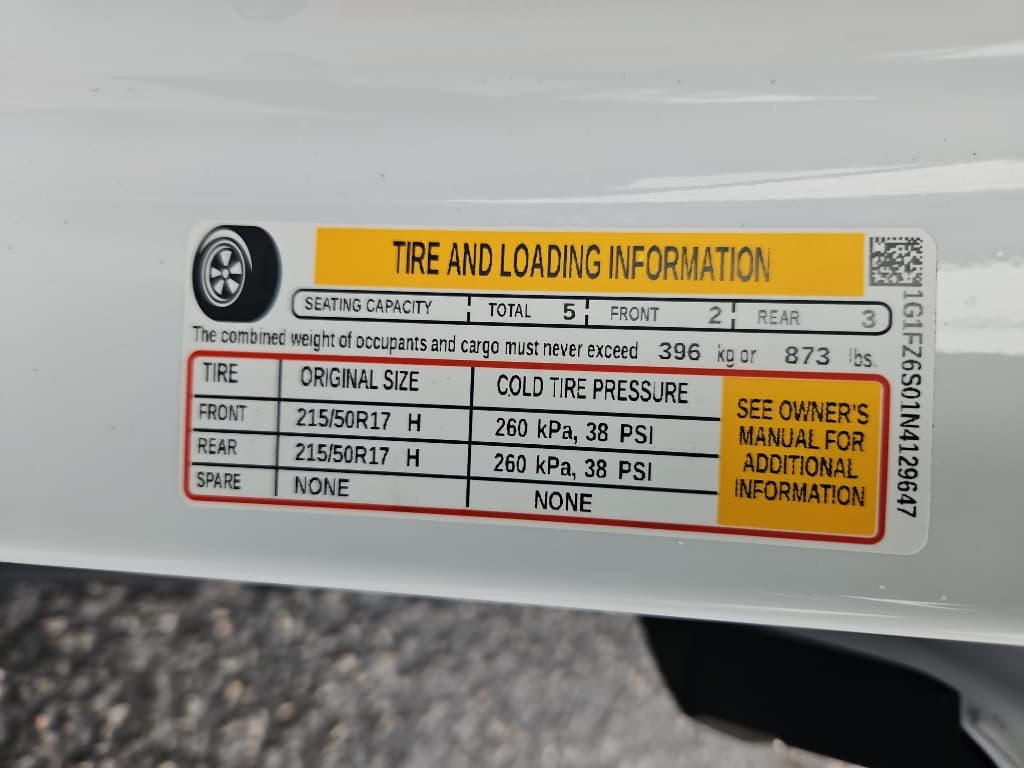 TIRE AND LOADING INFORMATION
SEATING CAPACITY TOTAL 5 FRONT 2 REAR 3
The combined weight of occupants and cargo must never exceed 396 kg or 873 lbs.
TIRE ORIGINAL SIZE COLD TIRE PRESSURE
FRONT 215/50R17 H 260 kPa, 38 PSI
REAR 215/50R17 H 260 kPa, 38 PSI
SPARE NONE NONE
SEE OWNER'S
MANUAL FOR
ADDITIONAL
INFORMATION
1G1FZ6S01N4129647